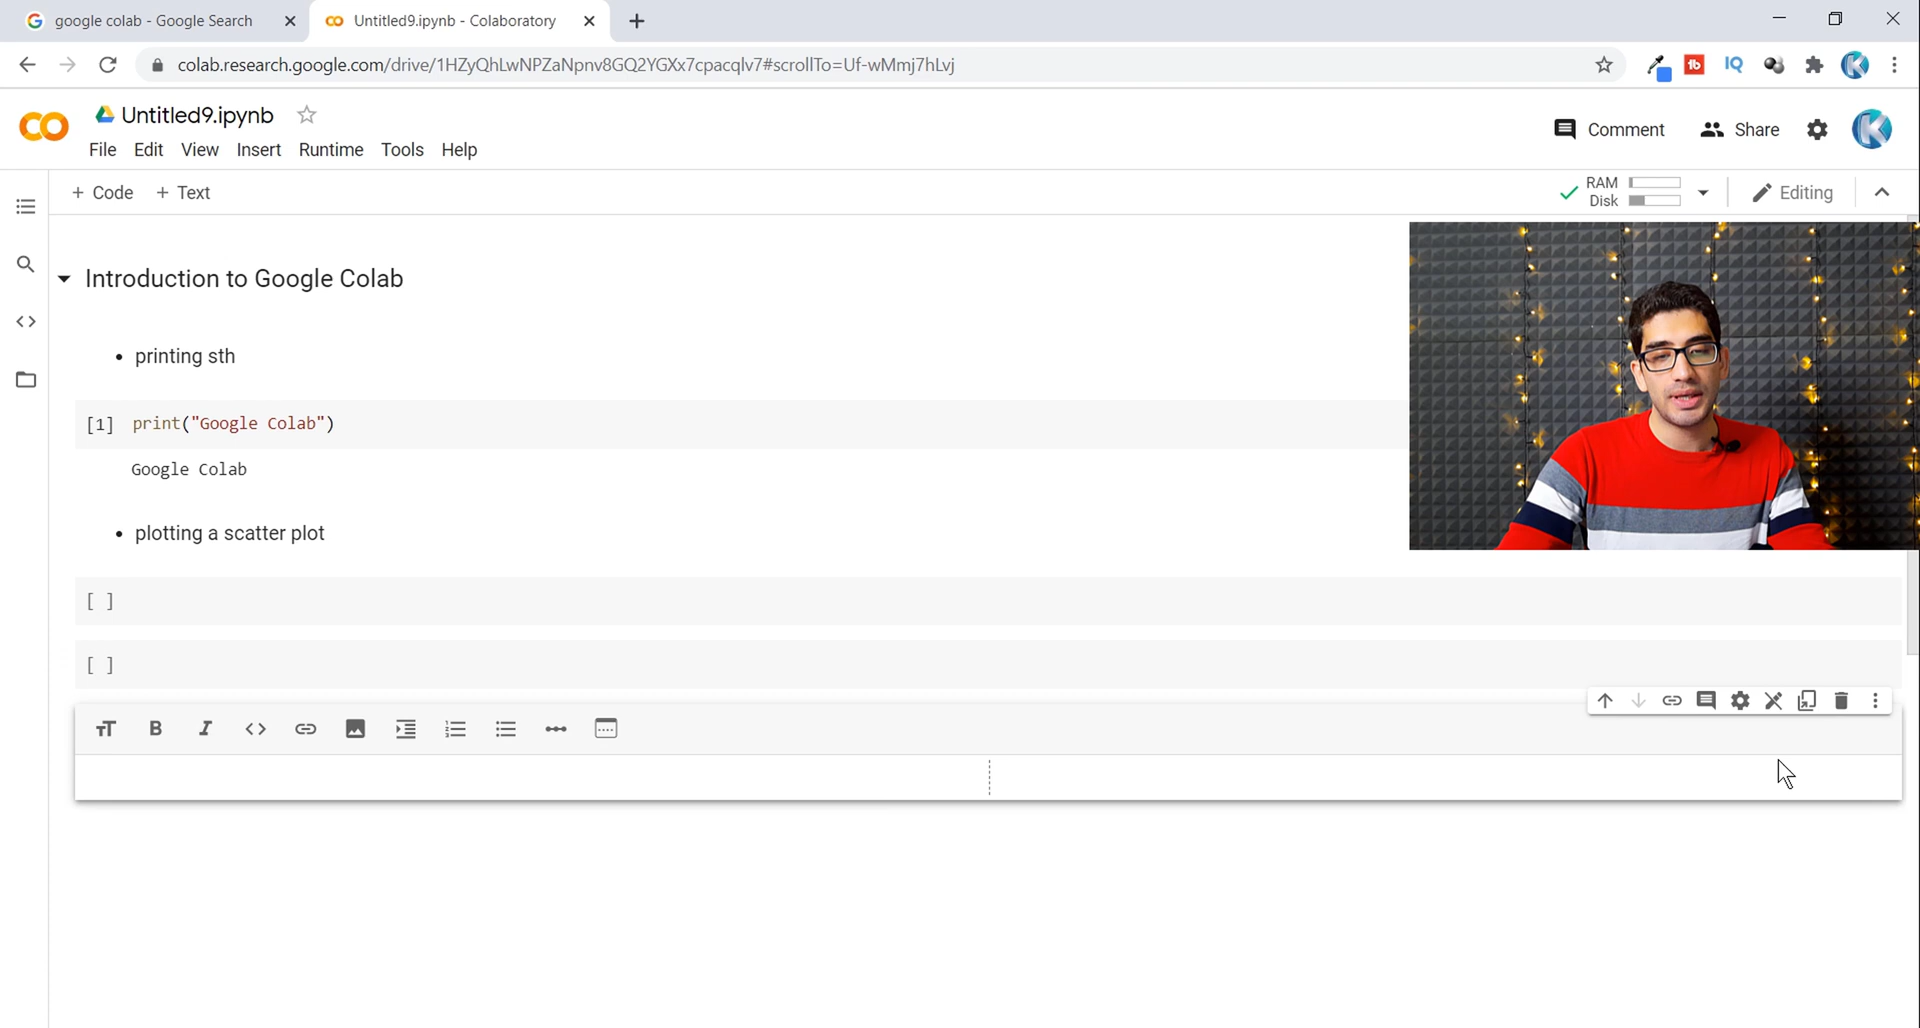 google colab - Google Search
Untitled9.ipynb - Colaboratory
colab.research.google.com/drive/1HZyQhLwNPZaNpnv8GQ2YGXx7cpacqlv7#scrollTo=Uf-wMmj7hLvj
Untitled9.ipynb
File Edit View Insert Runtime Tools Help
Comment
Share
+ Code + Text
RAM
Disk
Editing
Introduction to Google Colab
• printing sth
[1] print("Google Colab")
Google Colab
• plotting a scatter plot
[ ]
[ ]